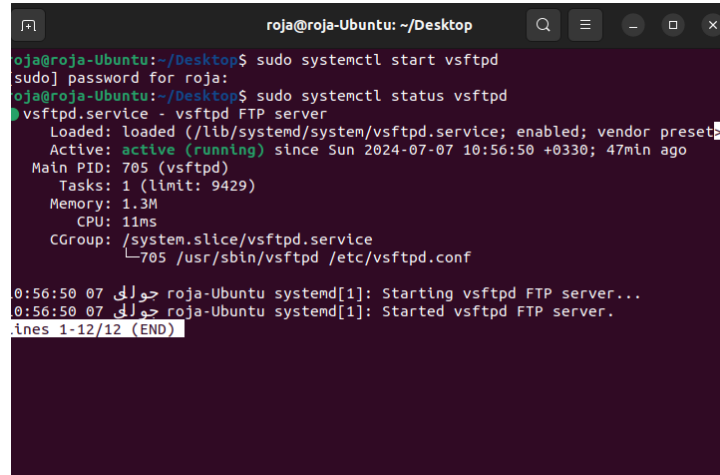 roja@roja-Ubuntu: ~/Desktop
roja@roja-Ubuntu:~/Desktop$ sudo systemctl start vsftpd
[sudo] password for roja:
roja@roja-Ubuntu:~/Desktop$ sudo systemctl status vsftpd
●vsftpd.service - vsftpd FTP server
Loaded: loaded (/lib/systemd/system/vsftpd.service; enabled; vendor preset>
Active: active (running) since Sun 2024-07-07 10:56:50 +0330; 47min ago
Main PID: 705 (vsftpd)
Tasks: 1 (limit: 9429)
Memory: 1.3M
CPU: 11ms
CGroup: /system.slice/vsftpd.service
└─705 /usr/sbin/vsftpd /etc/vsftpd.conf
0:56:50 07 جولای roja-Ubuntu systemd[1]: Starting vsftpd FTP server...
0:56:50 07 جولای roja-Ubuntu systemd[1]: Started vsftpd FTP server.
lines 1-12/12 (END)